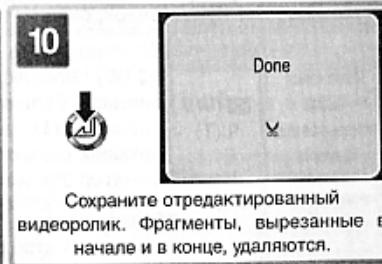 10
Done
Сохраните отредактированный
видеоролик. Фрагменты, вырезанные в
начале и в конце, удаляются.